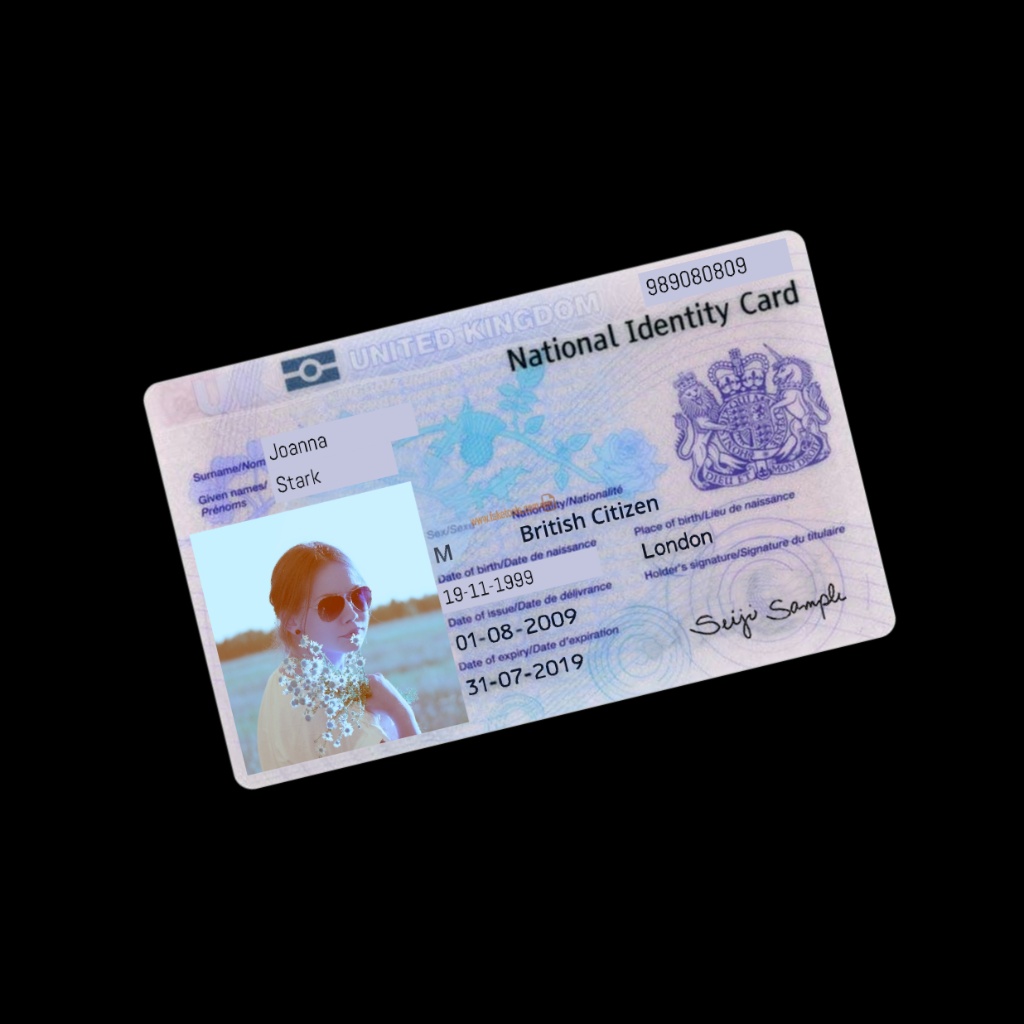 989080809
UNITED KINGDOM
National Identity Card
Surname/Nom
Joanna
Given names/
Prénoms
Stark
Sex/Sexe
Nationality/Nationalité
M
British Citizen
Place of birth/Lieu de naissance
London
Date of birth/Date de naissance
19-11-1999
Holder's signature/Signature du titulaire
Date of issue/Date de délivrance
01-08-2009
Seiji Sample
Date of expiry/Date d'expiration
31-07-2019
DIEU ET MON DROIT